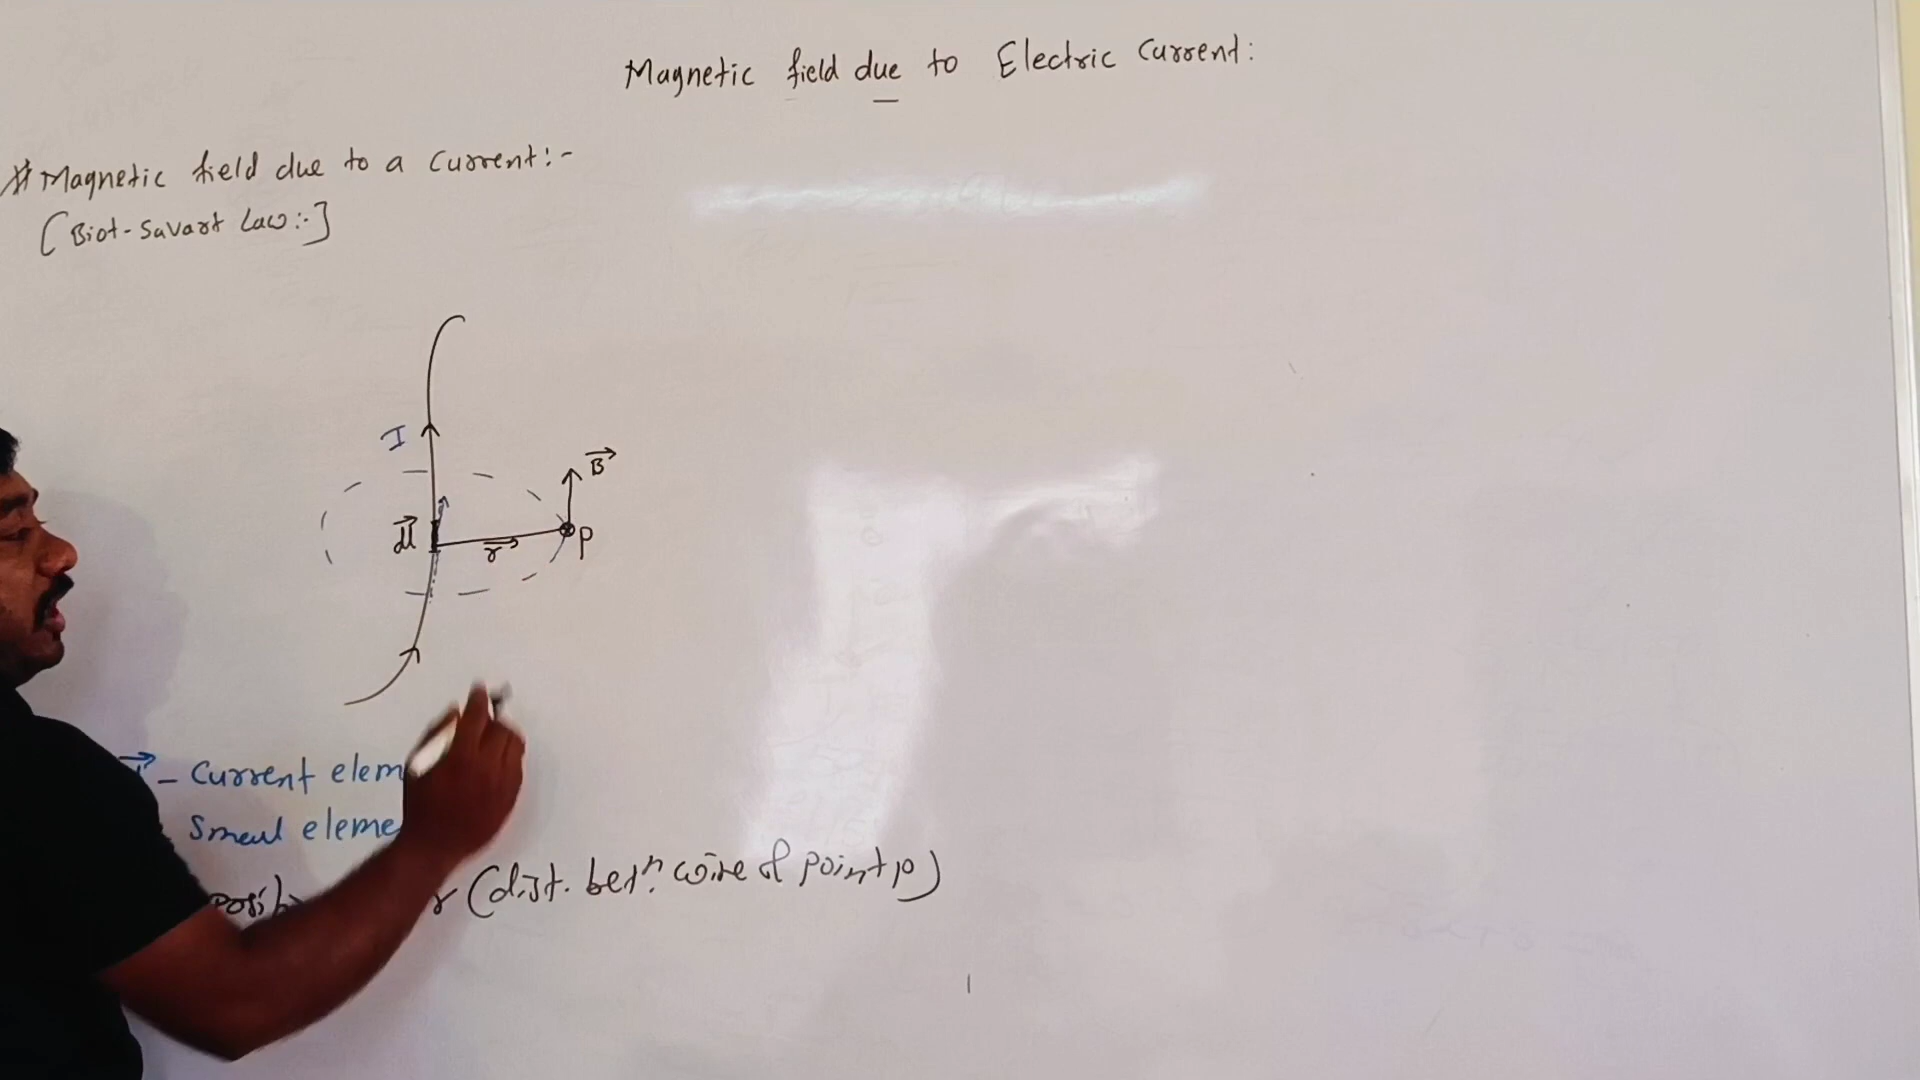 Magnetic field due to Electric Current:
# Magnetic field due to a Current:-
[Biot-Savart Law:-]
I
B
dl
r
P
- Current elem
Small eleme
r (dist. betn. wire & point p)